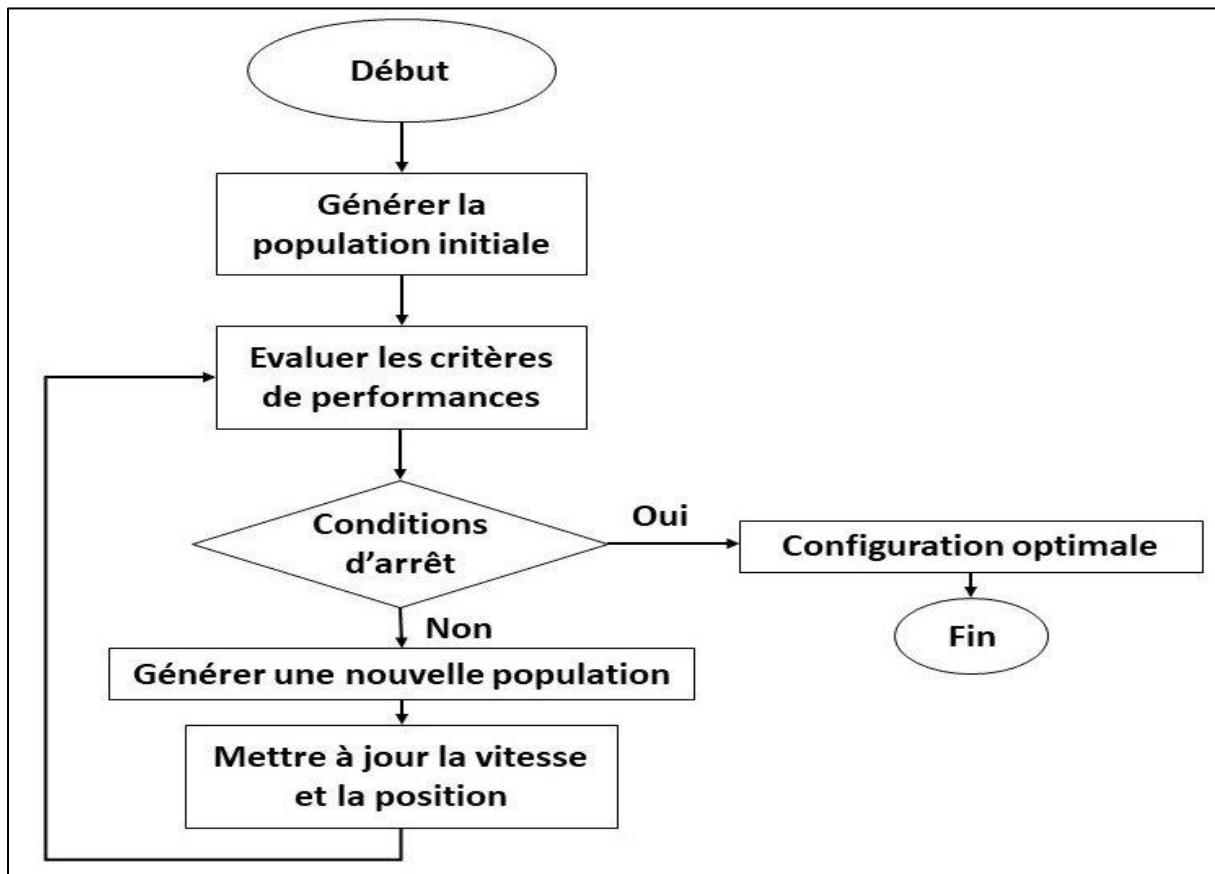 Début
Générer la
population initiale
Evaluer les critères
de performances
Conditions
d'arrêt
Oui
Configuration optimale
Fin
Non
Générer une nouvelle population
Mettre à jour la vitesse
et la position